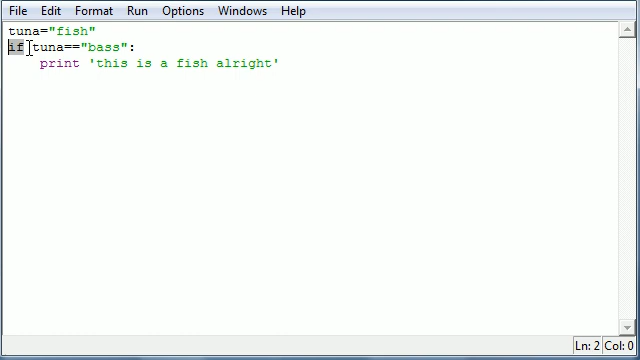 File Edit Format Run Options Windows Help
tuna="fish"
if tuna=="bass":
    print 'this is a fish alright'
Ln: 2 Col: 0